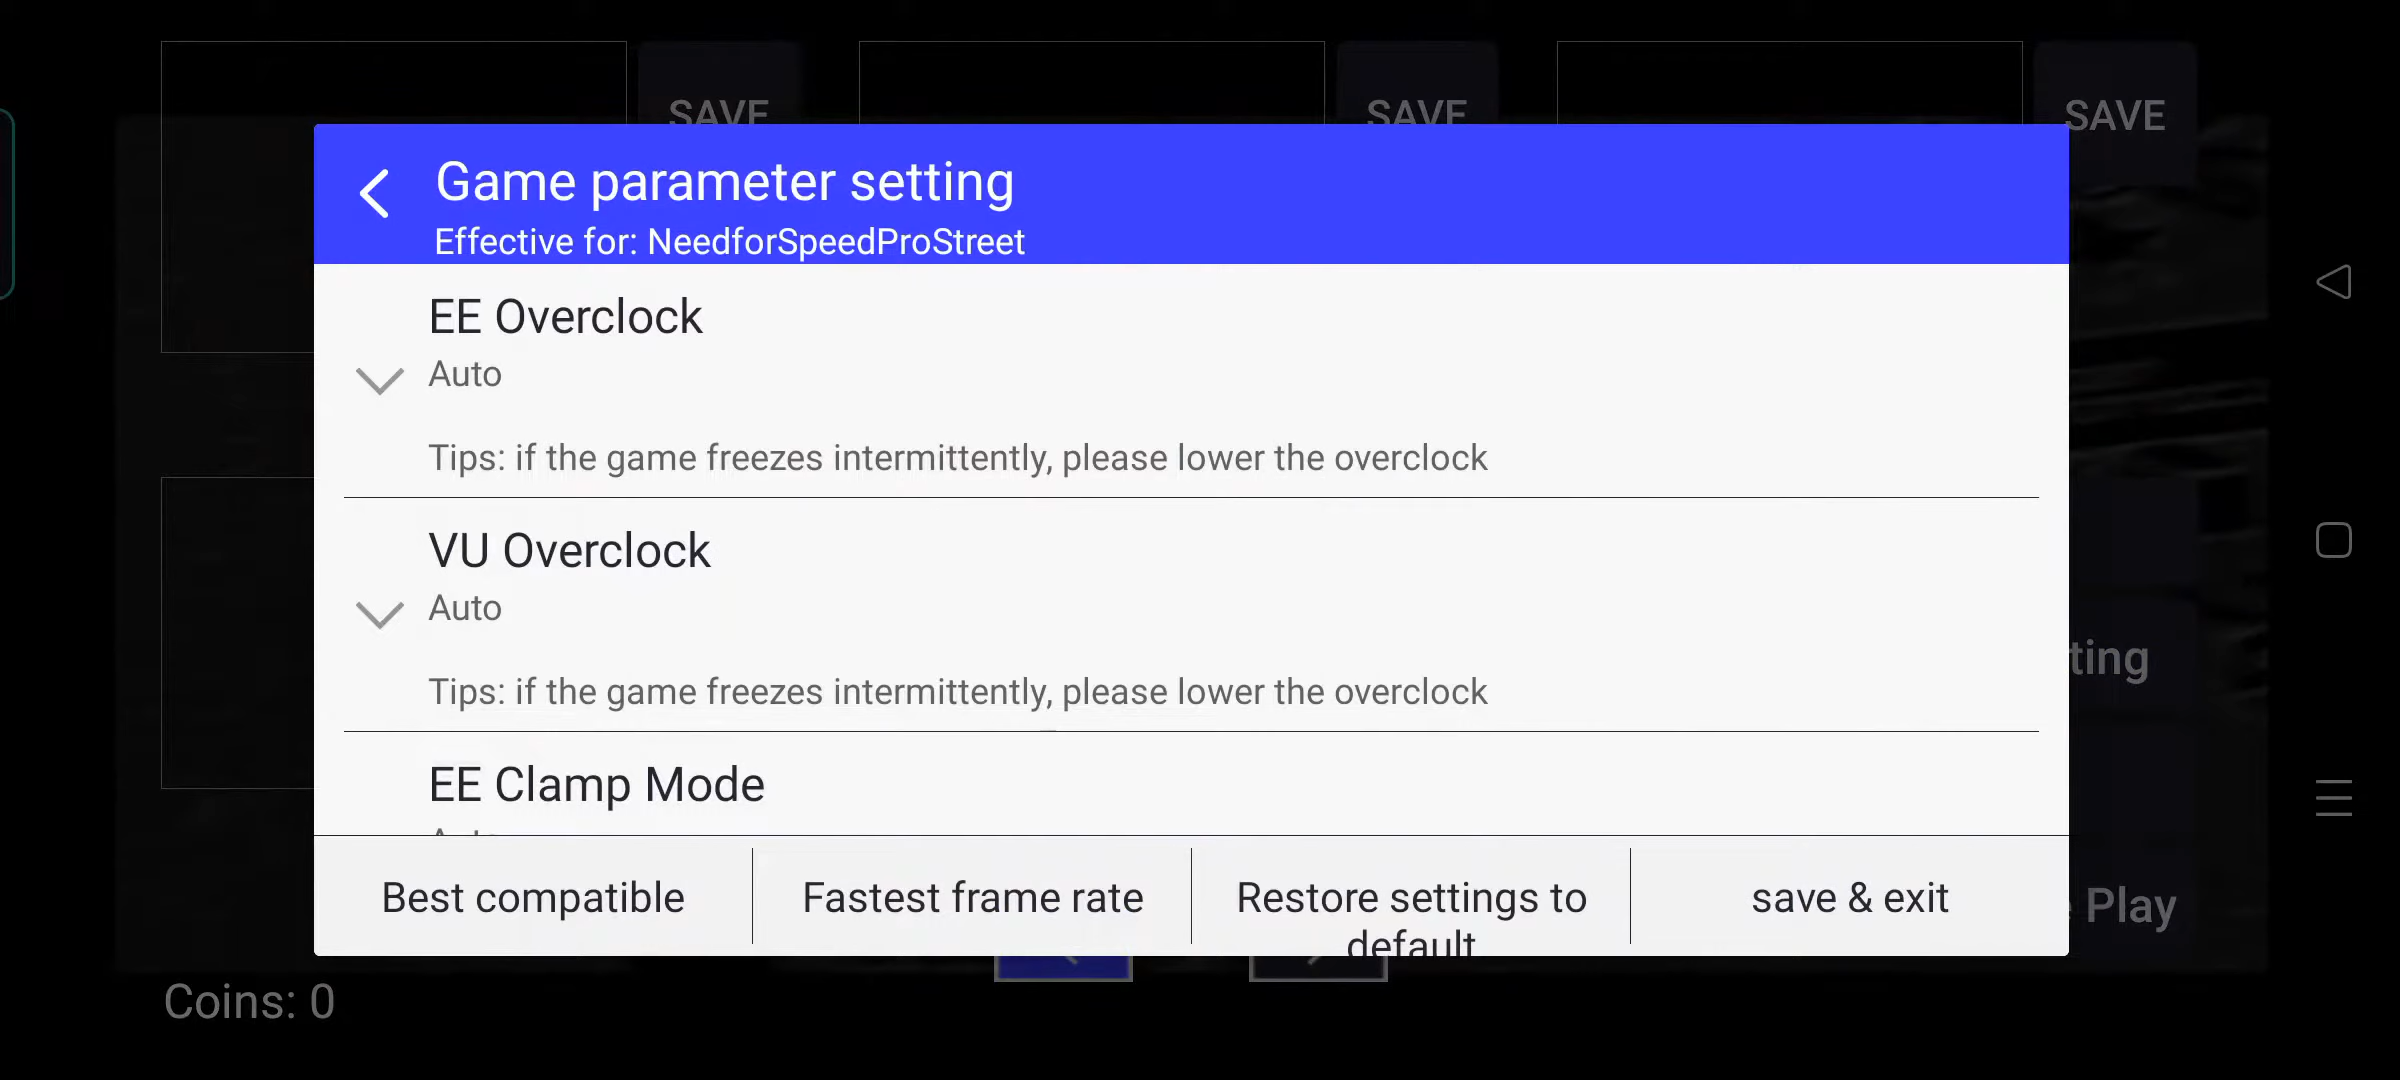 SAVE
SAVE
SAVE
Game parameter setting
Effective for: NeedforSpeedProStreet
EE Overclock
Auto
Tips: if the game freezes intermittently, please lower the overclock
VU Overclock
Auto
Tips: if the game freezes intermittently, please lower the overclock
ting
EE Clamp Mode
Auto
Best compatible
Fastest frame rate
Restore settings to
default
save & exit
Play
Coins: 0